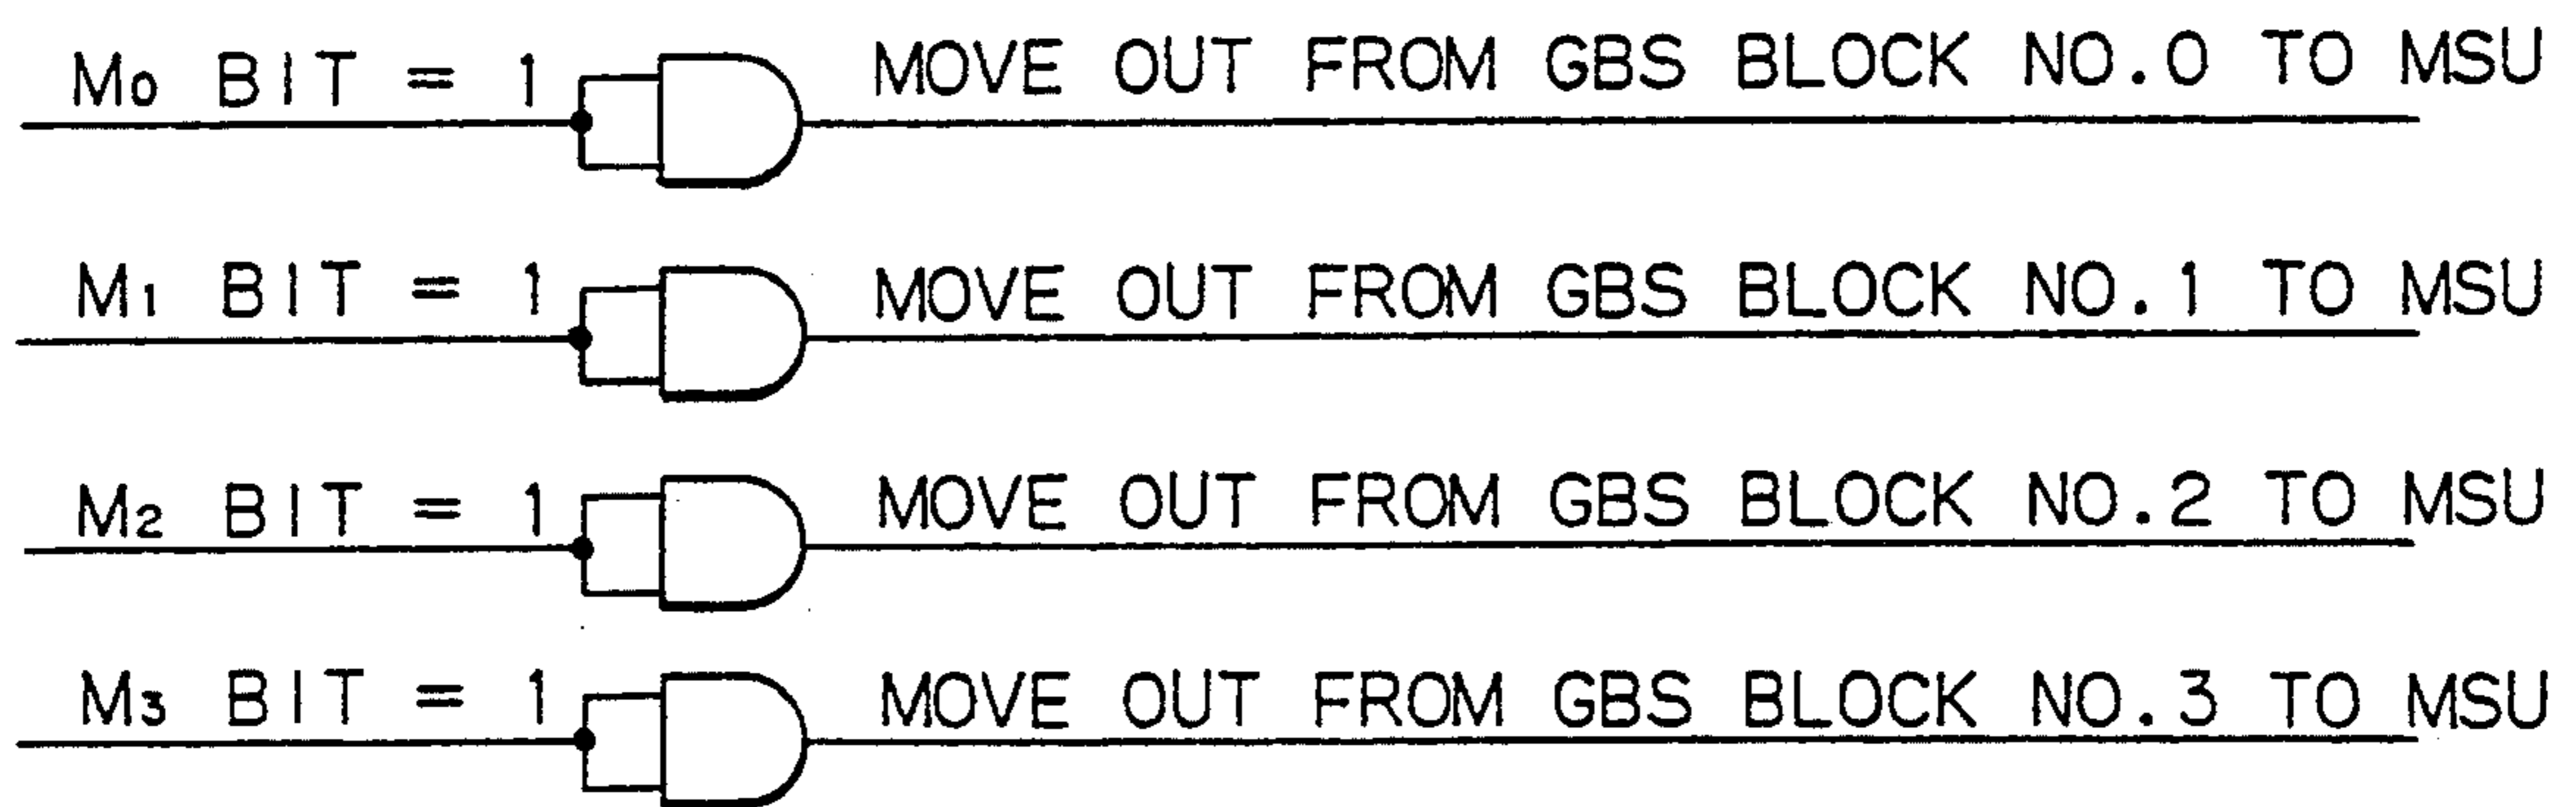 M0 BIT = 1 MOVE OUT FROM GBS BLOCK NO.0 TO MSU
M1 BIT = 1 MOVE OUT FROM GBS BLOCK NO.1 TO MSU
M2 BIT = 1 MOVE OUT FROM GBS BLOCK NO.2 TO MSU
M3 BIT = 1 MOVE OUT FROM GBS BLOCK NO.3 TO MSU